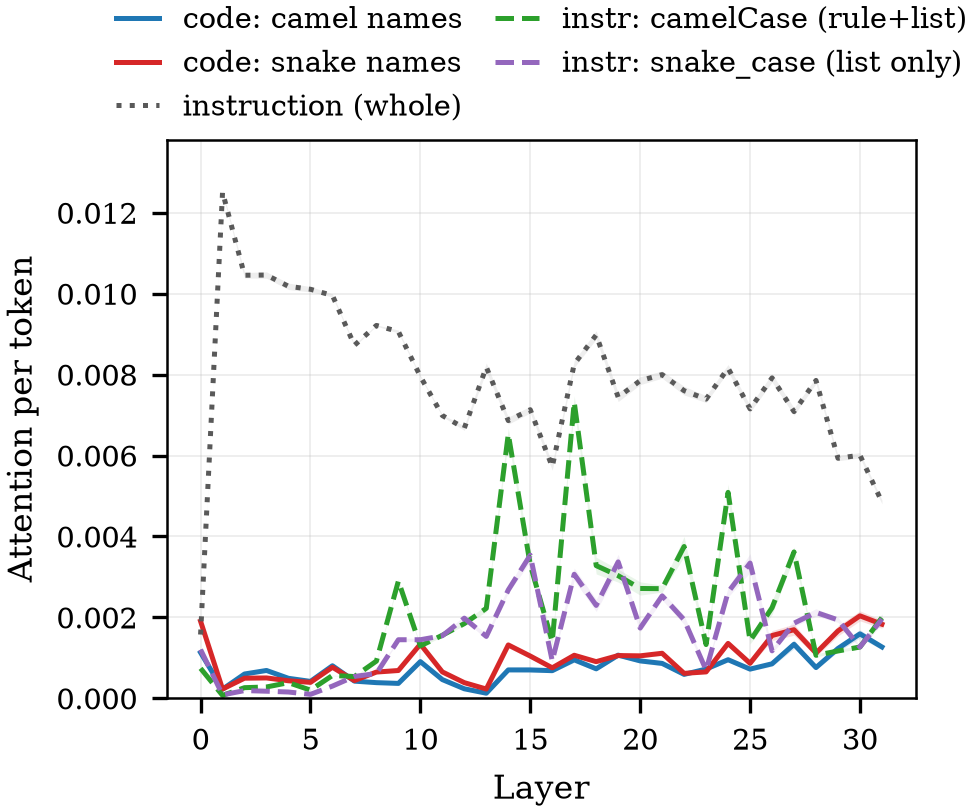 code: camel names
code: snake names
instruction (whole)
instr: camelCase (rule+list)
instr: snake_case (list only)
Attention per token
0.012
0.010
0.008
0.006
0.004
0.002
0.000
0 5 10 15 20 25 30
Layer